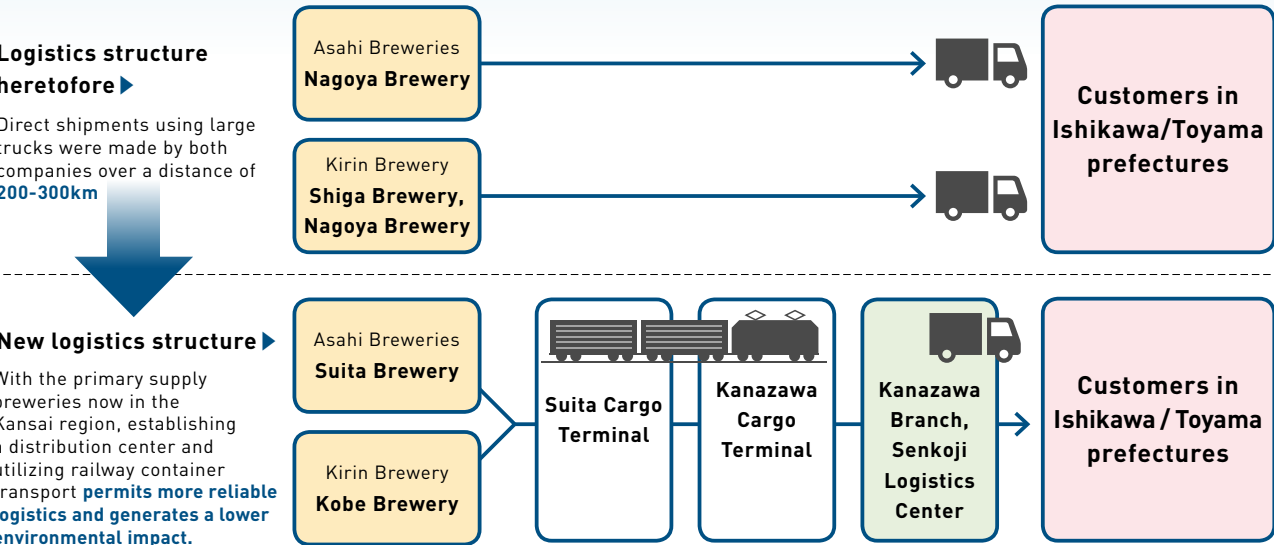 Logistics structure
heretofore
Direct shipments using large
trucks were made by both
companies over a distance of
200-300km
Asahi Breweries
Nagoya Brewery
Kirin Brewery
Shiga Brewery,
Nagoya Brewery
Customers in
Ishikawa/Toyama
prefectures
New logistics structure
With the primary supply
breweries now in the
Kansai region, establishing
a distribution center and
utilizing railway container
transport permits more reliable
logistics and generates a lower
environmental impact.
Asahi Breweries
Suita Brewery
Kirin Brewery
Kobe Brewery
Suita Cargo
Terminal
Kanazawa
Cargo
Terminal
Kanazawa
Branch,
Senkoji
Logistics
Center
Customers in
Ishikawa / Toyama
prefectures